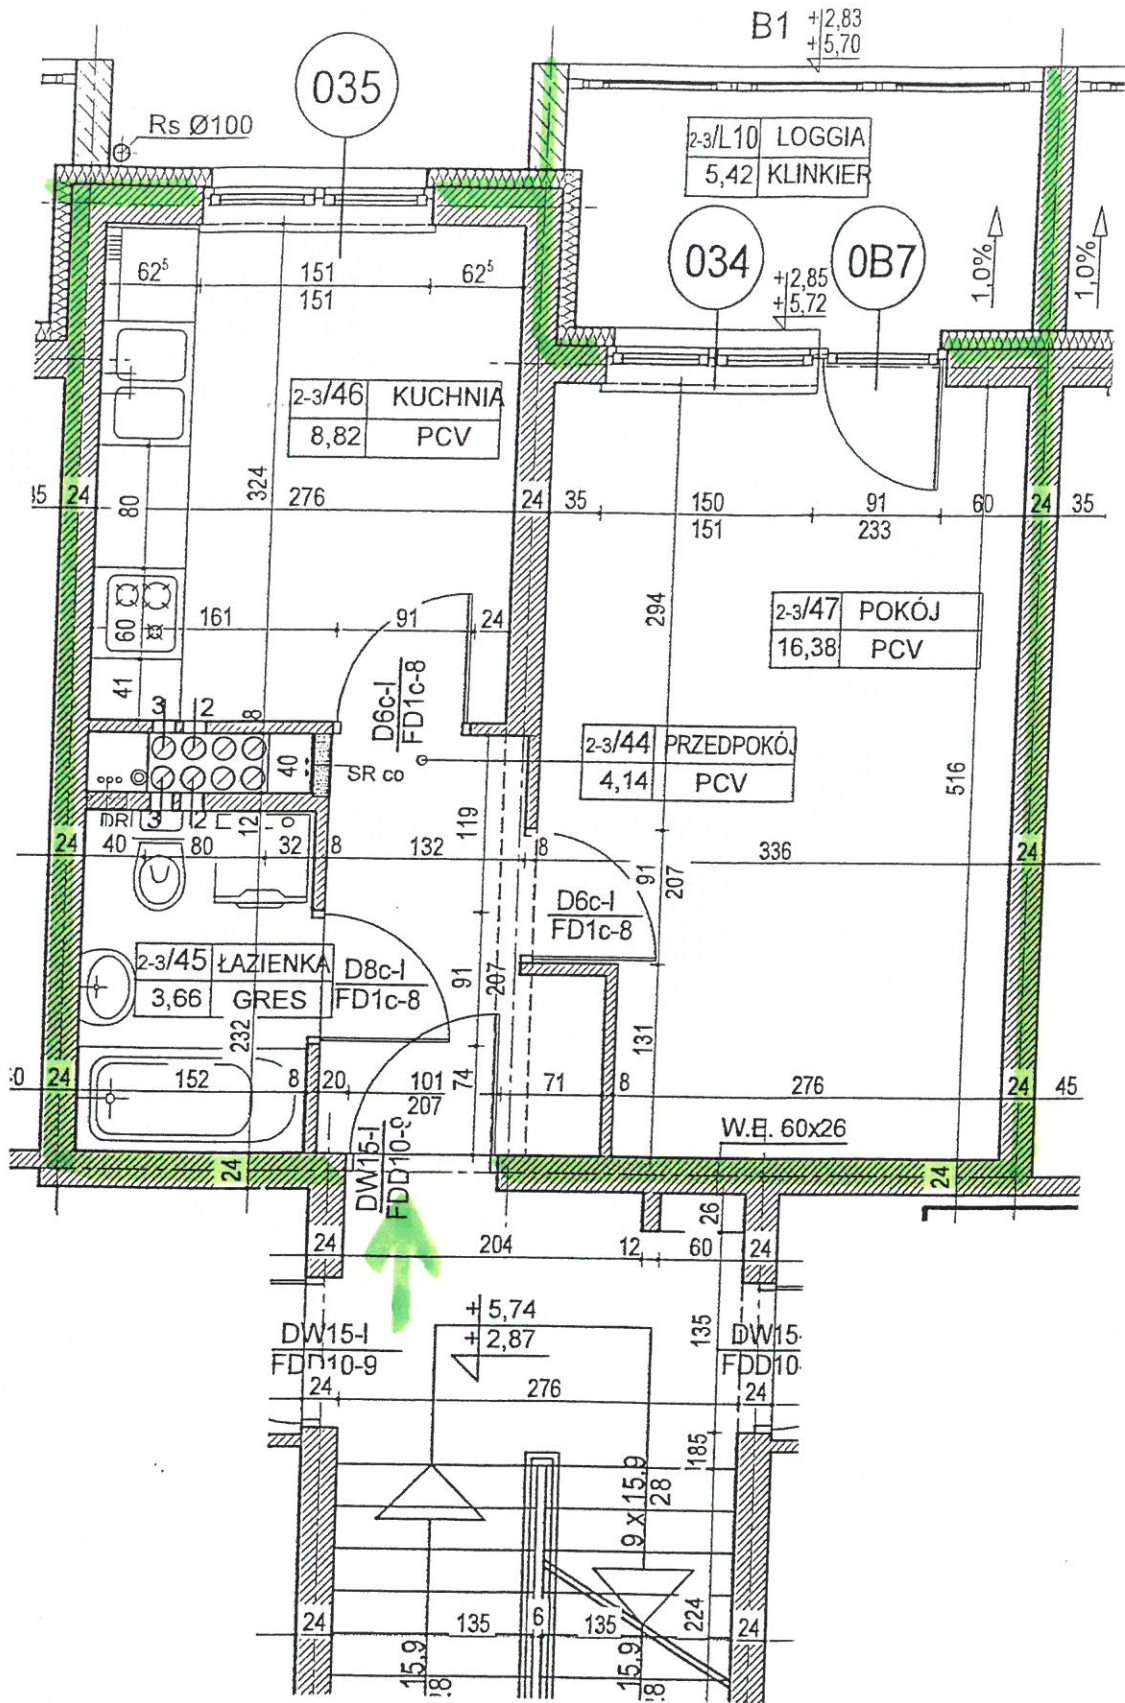 B1
+2,83
+5,70
035
Rs Ø100
2-3/L10 LOGGIA
5,42 KLINKIER
034
0B7
1,0%
1,0%
+2,85
+5,72
62⁵ 151 62⁵
151
2-3/46 KUCHNIA
8,82 PCV
324
24 276 24 35 150 91 60 24 35
151 233
80
60
161 91 24
294
2-3/47 POKÓJ
16,38 PCV
41
3 2 8
D6c-I
FD1c-8
2-3/44 PRZEDPOKÓJ
4,14 PCV
40
SR co
516
119
DRI 3 2 12
24 40 80 32 8 132 8 336 24
91
207
D6c-I
FD1c-8
2-3/45 ŁAZIENKA
3,66 GRES
D8c-I
FD1c-8
91
207
232
131
74
24 152 8 20 101 71 8 276 24 45
207
W.E. 60x26
24
DW15-I
FDD10-9
24
26
24 204 12 60 24
+5,74
+2,87
135
DW15-I
FDD10-9
DW15-
FDD10-
24 276 24
185
9 x 15,9
28
224
24 135 6 135 24
15,9
15,9